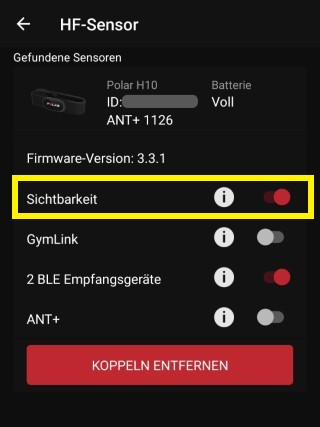 HF-Sensor
Gefundene Sensoren
Polar H10
Batterie
ID:
Voll
ANT+ 1126
POLAR
Firmware-Version: 3.3.1
Sichtbarkeit
GymLink
2 BLE Empfangsgeräte
ANT+
KOPPELN ENTFERNEN